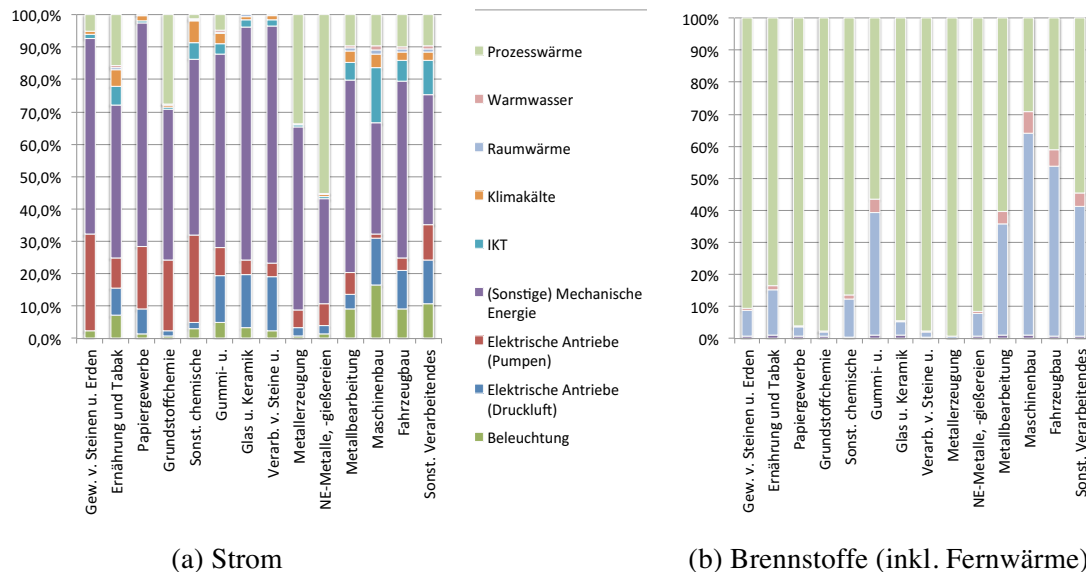 100,0%
90,0%
80,0%
70,0%
60,0%
50,0%
40,0%
30,0%
20,0%
10,0%
0,0%
Gew. v. Steinen u. Erden
Ernährung und Tabak
Papiergewerbe
Grundstoffchemie
Sonst. chemische
Gummi- u.
Glas u. Keramik
Verarb. v. Steine u.
Metallerzeugung
NE-Metalle, -gießereien
Metallbearbeitung
Maschinenbau
Fahrzeugbau
Sonst. Verarbeitendes
(a) Strom
Prozesswärme
Warmwasser
Raumwärme
Klimakälte
IKT
(Sonstige) Mechanische
Energie
Elektrische Antriebe
(Pumpen)
Elektrische Antriebe
(Druckluft)
Beleuchtung
100%
90%
80%
70%
60%
50%
40%
30%
20%
10%
0%
Gew. v. Steinen u. Erden
Ernährung und Tabak
Papiergewerbe
Grundstoffchemie
Sonst. chemische
Gummi- u.
Glas u. Keramik
Verarb. v. Steine u.
Metallerzeugung
NE-Metalle, -gießereien
Metallbearbeitung
Maschinenbau
Fahrzeugbau
Sonst. Verarbeitendes
(b) Brennstoffe (inkl. Fernwärme)